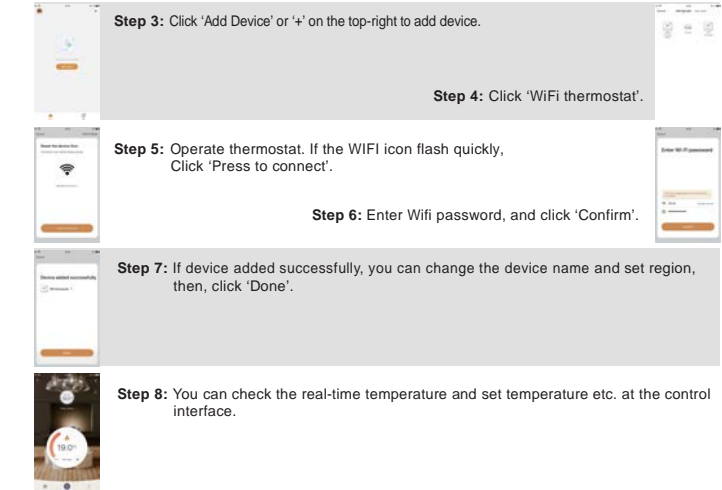 Step 3: Click 'Add Device' or '+' on the top-right to add device.
Step 4: Click 'WiFi thermostat'.
Step 5: Operate thermostat. If the WIFI icon flash quickly,
Click 'Press to connect'.
Enter Wi-Fi password
Step 6: Enter Wifi password, and click 'Confirm'.
Device added successfully
Step 7: If device added successfully, you can change the device name and set region,
then, click 'Done'.
Step 8: You can check the real-time temperature and set temperature etc. at the control
interface.
19.0